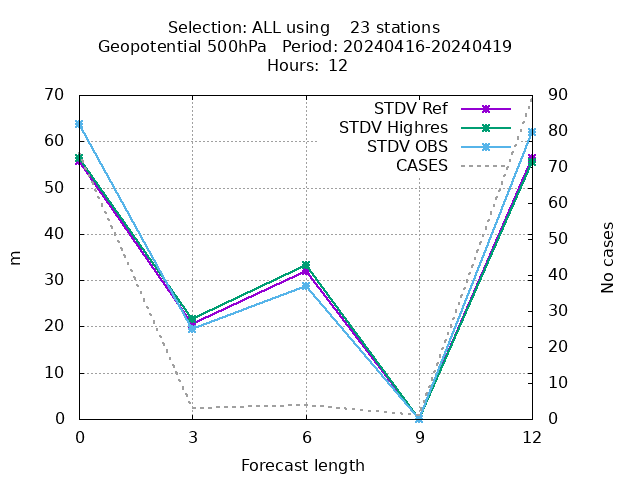 Selection: ALL using    23 stations
Geopotential 500hPa   Period: 20240416-20240419
Hours: 12
STDV Ref
STDV Highres
STDV OBS
CASES
70
60
50
40
30
20
10
0
m
90
80
70
60
50
40
30
20
10
0
No cases
0 3 6 9 12
Forecast length